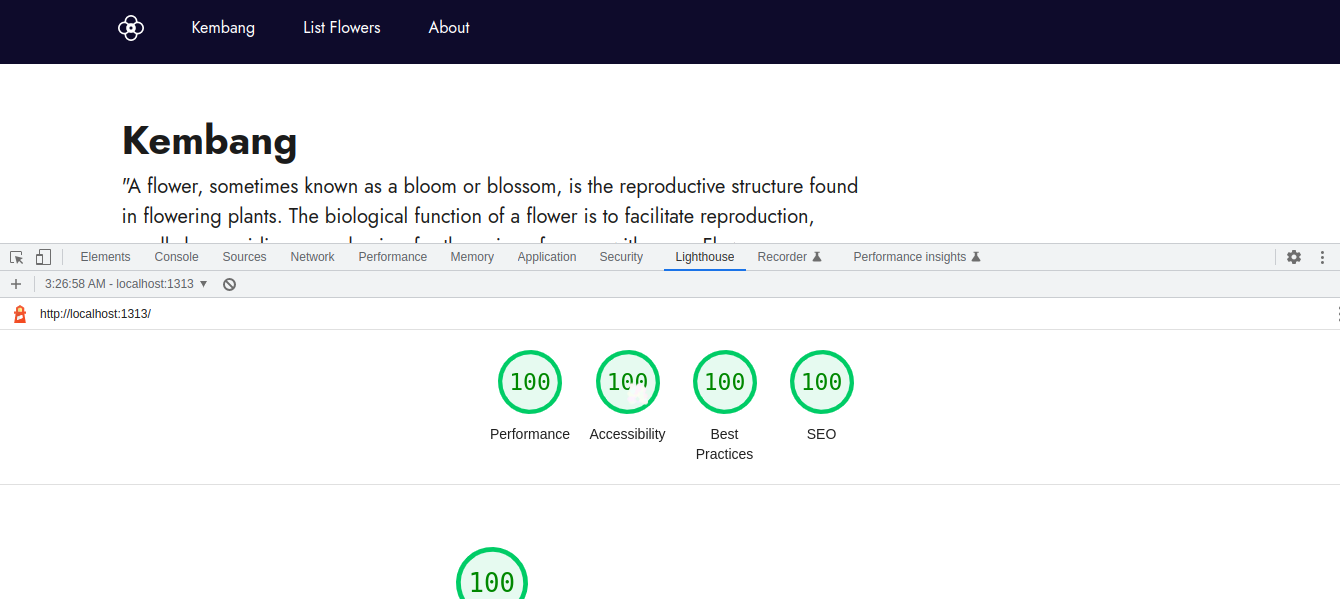 Kembang List Flowers About
Kembang
"A flower, sometimes known as a bloom or blossom, is the reproductive structure found
in flowering plants. The biological function of a flower is to facilitate reproduction,
Elements Console Sources Network Performance Memory Application Security Lighthouse Recorder Performance insights
3:26:58 AM - localhost:1313
http://localhost:1313/
100 100 100 100
Performance Accessibility Best Practices SEO
100